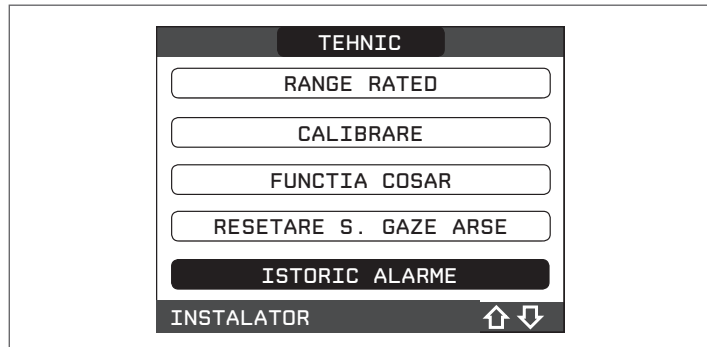 TEHNIC
RANGE RATED
CALIBRARE
FUNCTIA COSAR
RESETARE S. GAZE ARSE
ISTORIC ALARME
INSTALATOR